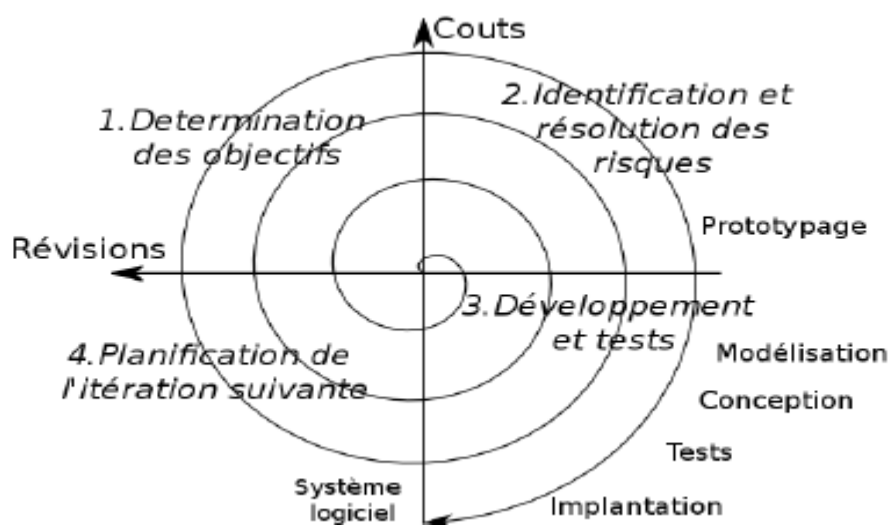 Couts
1.Determination
des objectifs
2.Identification et
résolution des
risques
Prototypage
Révisions
3.Développement
et tests
4.Planification de
l'itération suivante
Modélisation
Conception
Tests
Système
logiciel
Implantation